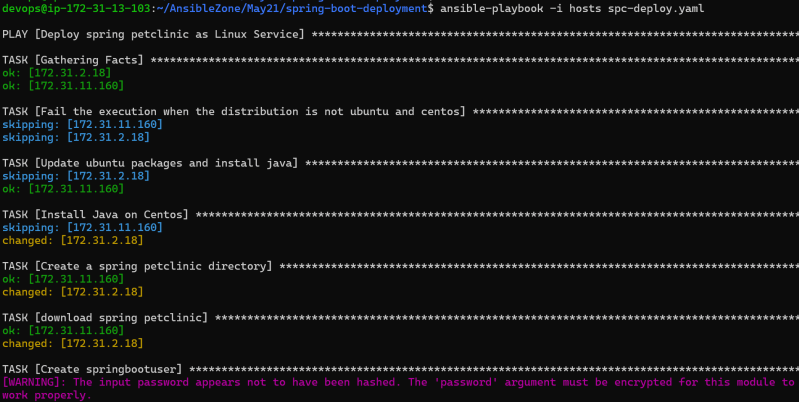 devops@ip-172-31-13-103:~/AnsibleZone/May21/spring-boot-deployment$ ansible-playbook -i hosts spc-deploy.yaml
PLAY [Deploy spring petclinic as Linux Service] *************************************************************************
TASK [Gathering Facts] **************************************************************************************************
ok: [172.31.2.18]
ok: [172.31.11.160]
TASK [Fail the execution when the distribution is not ubuntu and centos] ***************************************************
skipping: [172.31.11.160]
skipping: [172.31.2.18]
TASK [Update ubuntu packages and install java] *****************************************************************************
skipping: [172.31.2.18]
ok: [172.31.11.160]
TASK [Install Java on Centos] *********************************************************************************************
skipping: [172.31.11.160]
changed: [172.31.2.18]
TASK [Create a spring petclinic directory] *********************************************************************************
ok: [172.31.11.160]
changed: [172.31.2.18]
TASK [download spring petclinic] ******************************************************************************************
ok: [172.31.11.160]
changed: [172.31.2.18]
TASK [Create springbootuser] **********************************************************************************************
[WARNING]: The input password appears not to have been hashed. The 'password' argument must be encrypted for this module to
work properly.